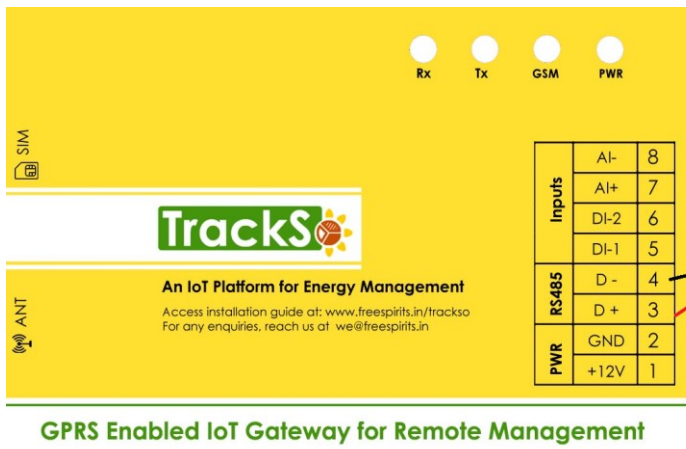 Rx Tx GSM PWR
SIM
ANT
TrackSo
An IoT Platform for Energy Management
Access installation guide at: www.freespirits.in/trackso
For any enquiries, reach us at we@freespirits.in
Inputs
AI- 8
AI+ 7
DI-2 6
DI-1 5
RS485
D - 4
D + 3
PWR
GND 2
+12V 1
GPRS Enabled IoT Gateway for Remote Management